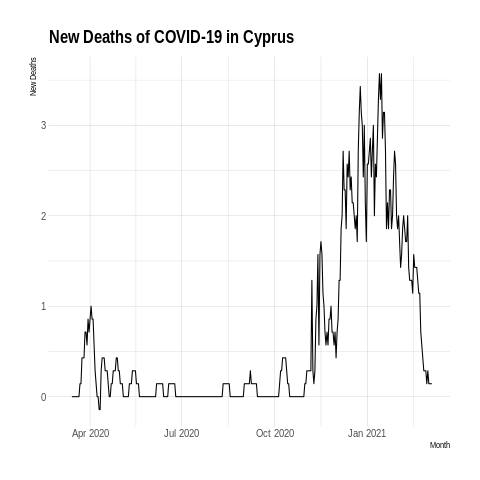 New Deaths of COVID-19 in Cyprus
New Deaths
3
2
1
0
Apr 2020 Jul 2020 Oct 2020 Jan 2021
Month